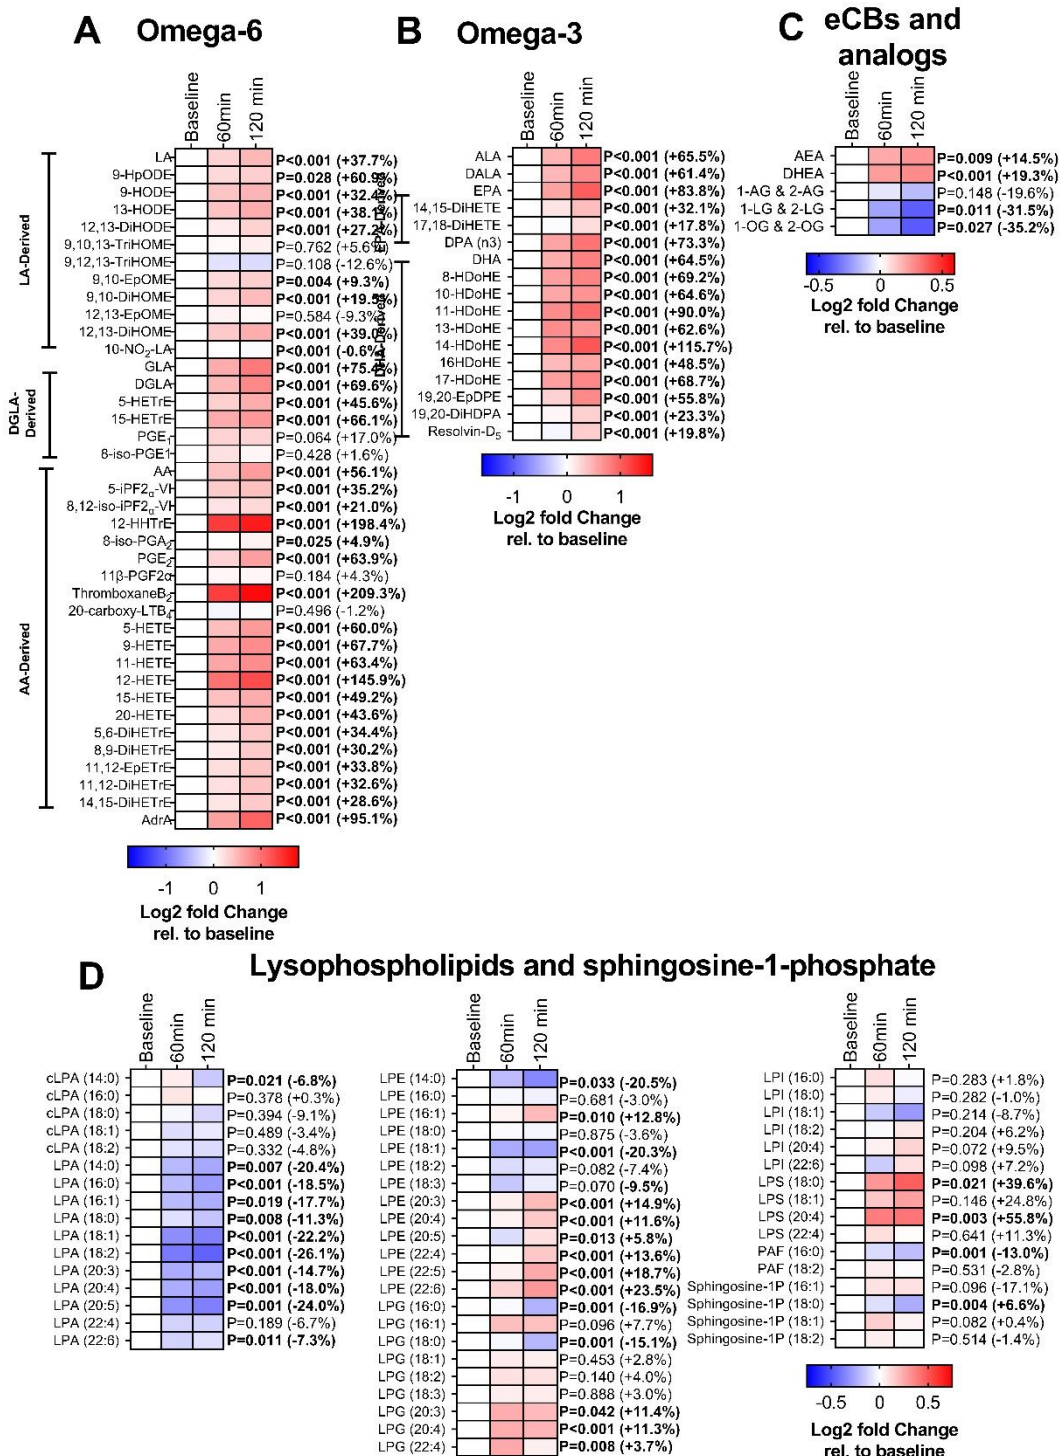 A Omega-6
Baseline
60min
120 min
LA-Derived
DGLA-
Derived
AA-Derived
LA P<0.001 (+37.7%)
9-HpODE P=0.028 (+60.9%)
9-HODE P<0.001 (+32.4%)
13-HODE P<0.001 (+38.1%)
12,13-DiHODE P<0.001 (+27.2%)
9,10,13-TriHOME P=0.762 (+5.6%)
9,12,13-TriHOME P=0.108 (-12.6%)
9,10-EpOME P=0.004 (+9.3%)
9,10-DiHOME P<0.001 (+19.5%)
12,13-EpOME P=0.584 (-9.3%)
12,13-DiHOME P<0.001 (+39.0%)
10-NO2-LA P<0.001 (-0.6%)
GLA P<0.001 (+75.4%)
DGLA P<0.001 (+69.6%)
5-HETrE P<0.001 (+45.6%)
15-HETrE P<0.001 (+66.1%)
PGE1 P=0.064 (+17.0%)
8-iso-PGE1 P=0.428 (+1.6%)
AA P<0.001 (+56.1%)
5-iPF2α-VI P<0.001 (+35.2%)
8,12-iso-iPF2α-VI P<0.001 (+21.0%)
12-HHTrE P<0.001 (+198.4%)
8-iso-PGA2 P=0.025 (+4.9%)
PGE2 P<0.001 (+63.9%)
11β-PGF2α P=0.184 (+4.3%)
ThromboxaneB2 P<0.001 (+209.3%)
20-carboxy-LTB4 P=0.496 (-1.2%)
5-HETE P<0.001 (+60.0%)
9-HETE P<0.001 (+67.7%)
11-HETE P<0.001 (+63.4%)
12-HETE P<0.001 (+145.9%)
15-HETE P<0.001 (+49.2%)
20-HETE P<0.001 (+43.6%)
5,6-DiHETrE P<0.001 (+34.4%)
8,9-DiHETrE P<0.001 (+30.2%)
11,12-EpETrE P<0.001 (+33.8%)
11,12-DiHETrE P<0.001 (+32.6%)
14,15-DiHETrE P<0.001 (+28.6%)
AdrA P<0.001 (+95.1%)
-1 0 1
Log2 fold Change
rel. to baseline
B Omega-3
Baseline
60min
120 min
EPA-Derived
DHA-Derived
ALA P<0.001 (+65.5%)
DALA P<0.001 (+61.4%)
EPA P<0.001 (+83.8%)
14,15-DiHETE P<0.001 (+32.1%)
17,18-DiHETE P<0.001 (+17.8%)
DPA (n3) P<0.001 (+73.3%)
DHA P<0.001 (+64.5%)
8-HDoHE P<0.001 (+69.2%)
10-HDoHE P<0.001 (+64.6%)
11-HDoHE P<0.001 (+90.0%)
13-HDoHE P<0.001 (+62.6%)
14-HDoHE P<0.001 (+115.7%)
16HDoHE P<0.001 (+48.5%)
17-HDoHE P<0.001 (+68.7%)
19,20-EpDPE P<0.001 (+55.8%)
19,20-DiHDPA P<0.001 (+23.3%)
Resolvin-D5 P<0.001 (+19.8%)
-1 0 1
Log2 fold Change
rel. to baseline
C eCBs and
analogs
Baseline
60min
120 min
AEA P=0.009 (+14.5%)
DHEA P<0.001 (+19.3%)
1-AG & 2-AG P=0.148 (-19.6%)
1-LG & 2-LG P=0.011 (-31.5%)
1-OG & 2-OG P=0.027 (-35.2%)
-0.5 0 0.5
Log2 fold Change
rel. to baseline
D Lysophospholipids and sphingosine-1-phosphate
Baseline
60min
120 min
cLPA (14:0) P=0.021 (-6.8%)
cLPA (16:0) P=0.378 (+0.3%)
cLPA (18:0) P=0.394 (-9.1%)
cLPA (18:1) P=0.489 (-3.4%)
cLPA (18:2) P=0.332 (-4.8%)
LPA (14:0) P=0.007 (-20.4%)
LPA (16:0) P<0.001 (-18.5%)
LPA (16:1) P=0.019 (-17.7%)
LPA (18:0) P=0.008 (-11.3%)
LPA (18:1) P<0.001 (-22.2%)
LPA (18:2) P<0.001 (-26.1%)
LPA (20:3) P<0.001 (-14.7%)
LPA (20:4) P<0.001 (-18.0%)
LPA (20:5) P=0.001 (-24.0%)
LPA (22:4) P=0.189 (-6.7%)
LPA (22:6) P=0.011 (-7.3%)
Baseline
60min
120 min
LPE (14:0) P=0.033 (-20.5%)
LPE (16:0) P=0.681 (-3.0%)
LPE (16:1) P=0.010 (+12.8%)
LPE (18:0) P=0.875 (-3.6%)
LPE (18:1) P<0.001 (-20.3%)
LPE (18:2) P=0.082 (-7.4%)
LPE (18:3) P=0.070 (-9.5%)
LPE (20:3) P<0.001 (+14.9%)
LPE (20:4) P<0.001 (+11.6%)
LPE (20:5) P=0.013 (+5.8%)
LPE (22:4) P<0.001 (+13.6%)
LPE (22:5) P<0.001 (+18.7%)
LPE (22:6) P<0.001 (+23.5%)
LPG (16:0) P=0.001 (-16.9%)
LPG (16:1) P=0.096 (+7.7%)
LPG (18:0) P=0.001 (-15.1%)
LPG (18:1) P=0.453 (+2.8%)
LPG (18:2) P=0.140 (+4.0%)
LPG (18:3) P=0.888 (+3.0%)
LPG (20:3) P=0.042 (+11.4%)
LPG (20:4) P<0.001 (+11.3%)
LPG (22:4) P=0.008 (+3.7%)
Baseline
60min
120 min
LPI (16:0) P=0.283 (+1.8%)
LPI (18:0) P=0.282 (-1.0%)
LPI (18:1) P=0.214 (-8.7%)
LPI (18:2) P=0.204 (+6.2%)
LPI (20:4) P=0.072 (+9.5%)
LPI (22:6) P=0.098 (+7.2%)
LPS (18:0) P=0.021 (+39.6%)
LPS (18:1) P=0.146 (+24.8%)
LPS (20:4) P=0.003 (+55.8%)
LPS (22:4) P=0.641 (+11.3%)
PAF (16:0) P=0.001 (-13.0%)
PAF (18:2) P=0.531 (-2.8%)
Sphingosine-1P (16:1) P=0.096 (-17.1%)
Sphingosine-1P (18:0) P=0.004 (+6.6%)
Sphingosine-1P (18:1) P=0.082 (+0.4%)
Sphingosine-1P (18:2) P=0.514 (-1.4%)
-0.5 0 0.5
Log2 fold Change
rel. to baseline